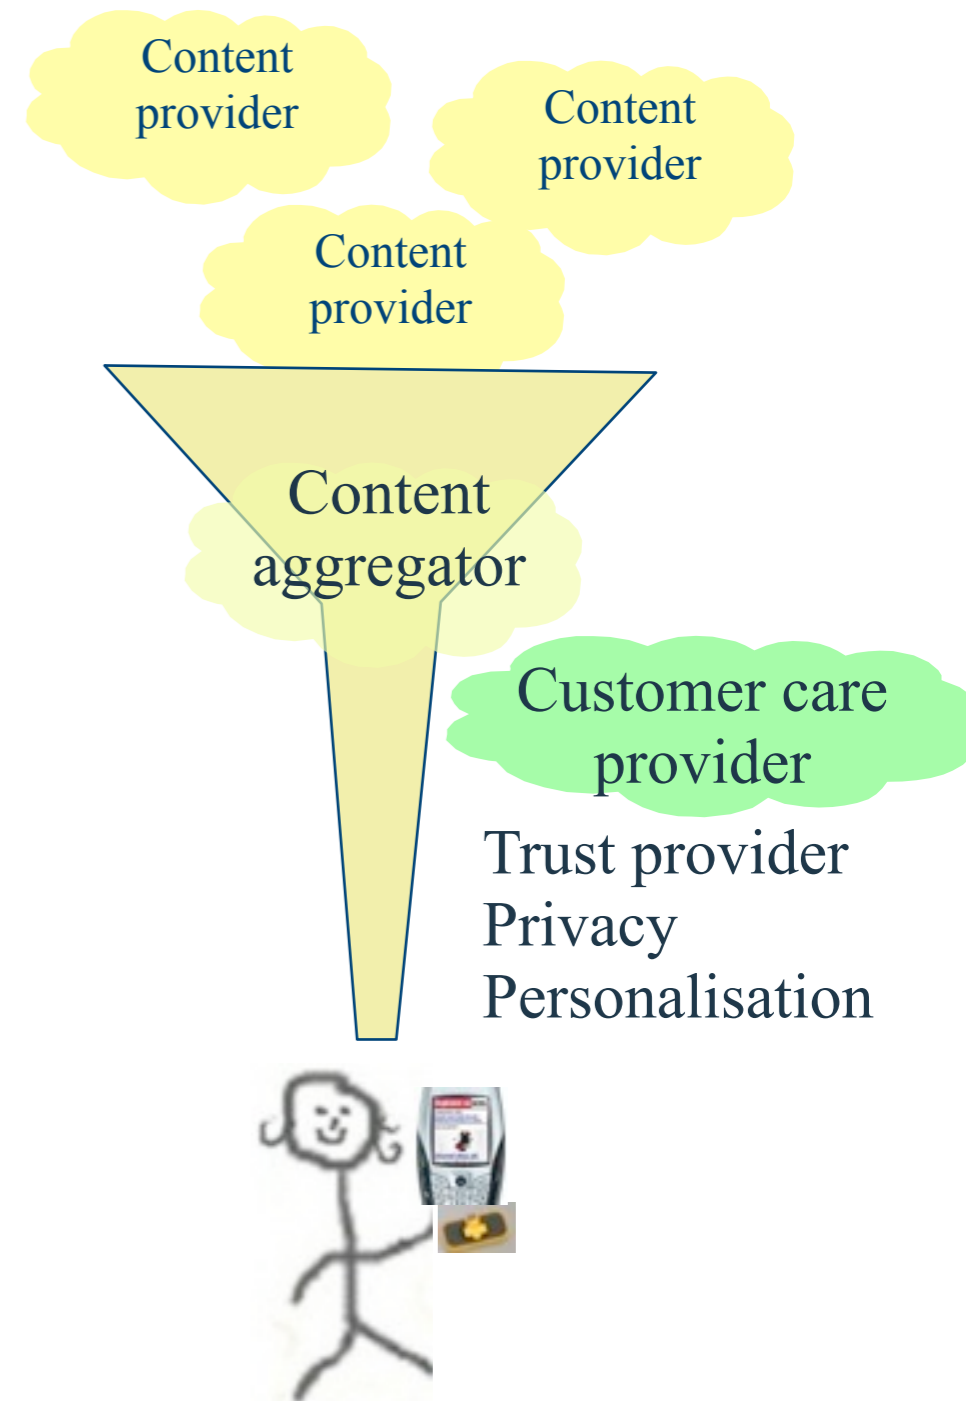 Content
provider
Content
provider
Content
provider
Content
aggregator
Customer care
provider
Trust provider
Privacy
Personalisation